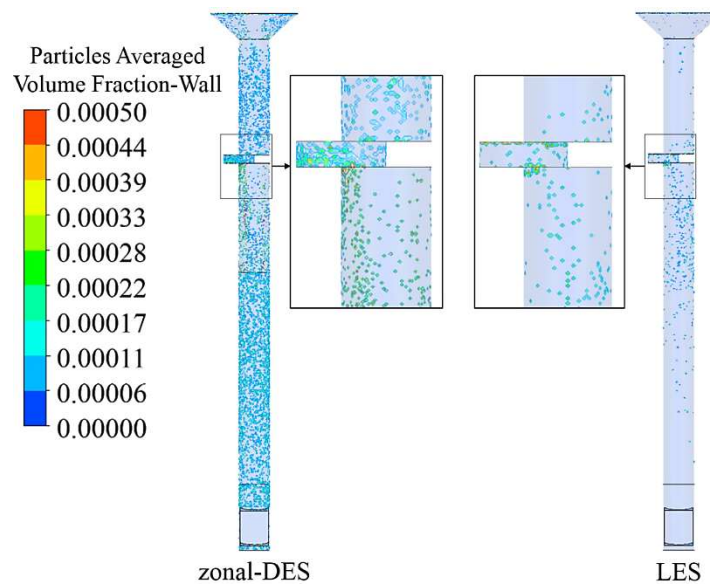 Particles Averaged
Volume Fraction-Wall
0.00050
0.00044
0.00039
0.00033
0.00028
0.00022
0.00017
0.00011
0.00006
0.00000
zonal-DES
LES